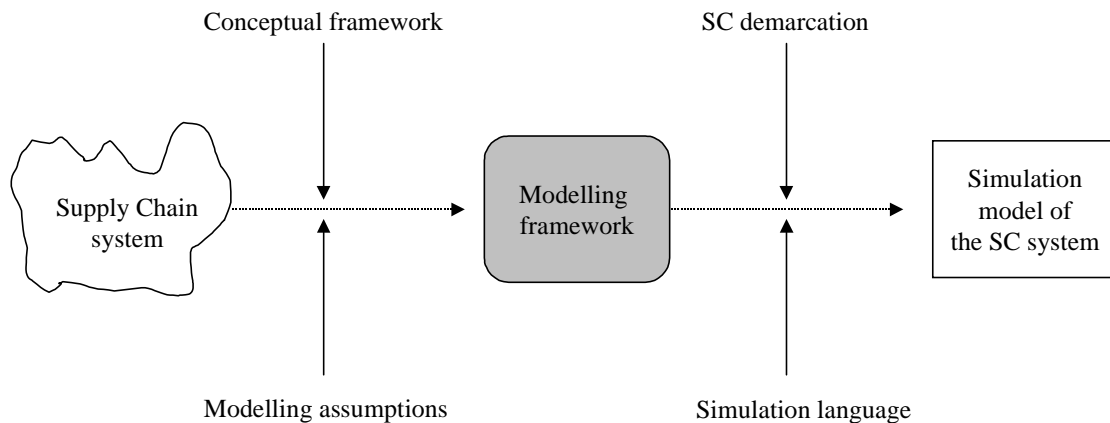 Conceptual framework
SC demarcation
Supply Chain
system
Modelling
framework
Simulation
model of
the SC system
Modelling assumptions
Simulation language